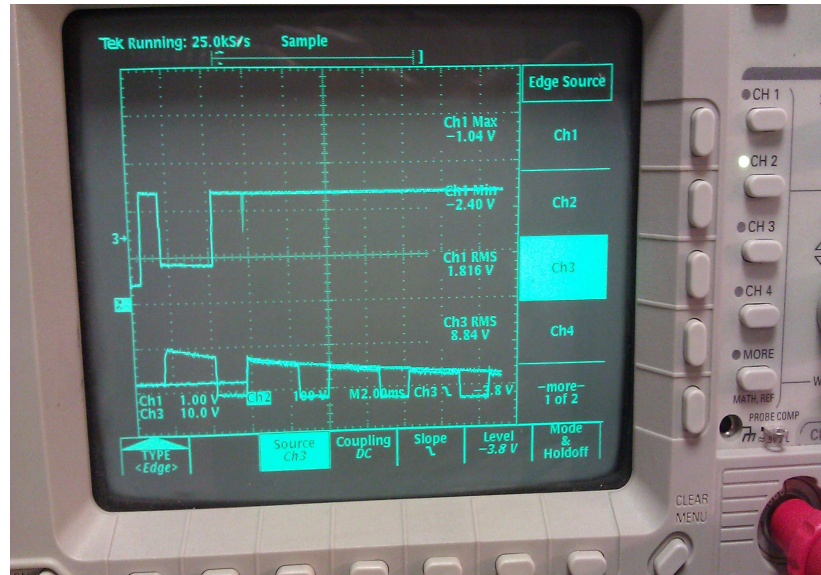 Tek Running: 25.0kS/s Sample
Edge Source
Ch1 Max
-1.04 V
Ch1
Ch1 Min
-2.40 V
Ch2
3→
Ch1 RMS
1.816 V
Ch3
Ch3 RMS
8.84 V
Ch4
Ch1 1.00 V Ch2 100 V M2.00ms Ch3 -3.8 V
Ch3 10.0 V
-more-
1 of 2
TYPE
<Edge>
Source
Ch3
Coupling
DC
Slope
Level
-3.8 V
Mode
&
Holdoff
CH 1
CH 2
CH 3
CH 4
MORE
MATH, REF
PROBE COMP
CLEAR
MENU